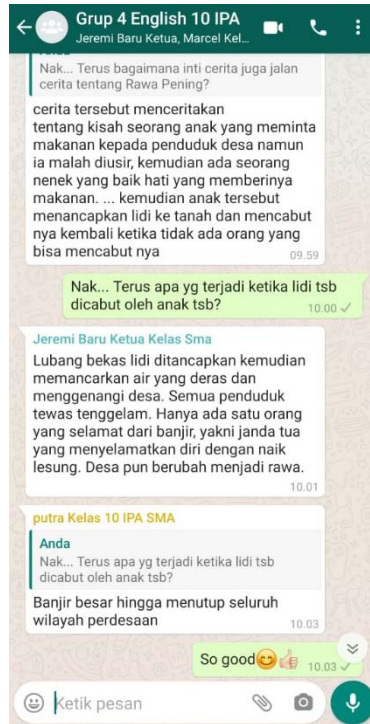 Grup 4 English 10 IPA
Jeremi Baru Ketua, Marcel Kel...
Nak... Terus bagaimana inti cerita juga jalan
cerita tentang Rawa Pening?
cerita tersebut menceritakan
tentang kisah seorang anak yang meminta
makanan kepada penduduk desa namun
ia malah diusir, kemudian ada seorang
nenek yang baik hati yang memberinya
makanan. ... kemudian anak tersebut
menancapkan lidi ke tanah dan mencabut
nya kembali ketika tidak ada orang yang
bisa mencabut nya
09.59
Nak... Terus apa yg terjadi ketika lidi tsb
dicabut oleh anak tsb?
10.00
Jeremi Baru Ketua Kelas Sma
Lubang bekas lidi ditancapkan kemudian
memancarkan air yang deras dan
menggenangi desa. Semua penduduk
tewas tenggelam. Hanya ada satu orang
yang selamat dari banjir, yakni janda tua
yang menyelamatkan diri dengan naik
lesung. Desa pun berubah menjadi rawa.
10.01
putra Kelas 10 IPA SMA
Anda
Nak... Terus apa yg terjadi ketika lidi tsb
dicabut oleh anak tsb?
Banjir besar hingga menutup seluruh
wilayah perdesaan
10.03
So good😊👍
10.03
Ketik pesan